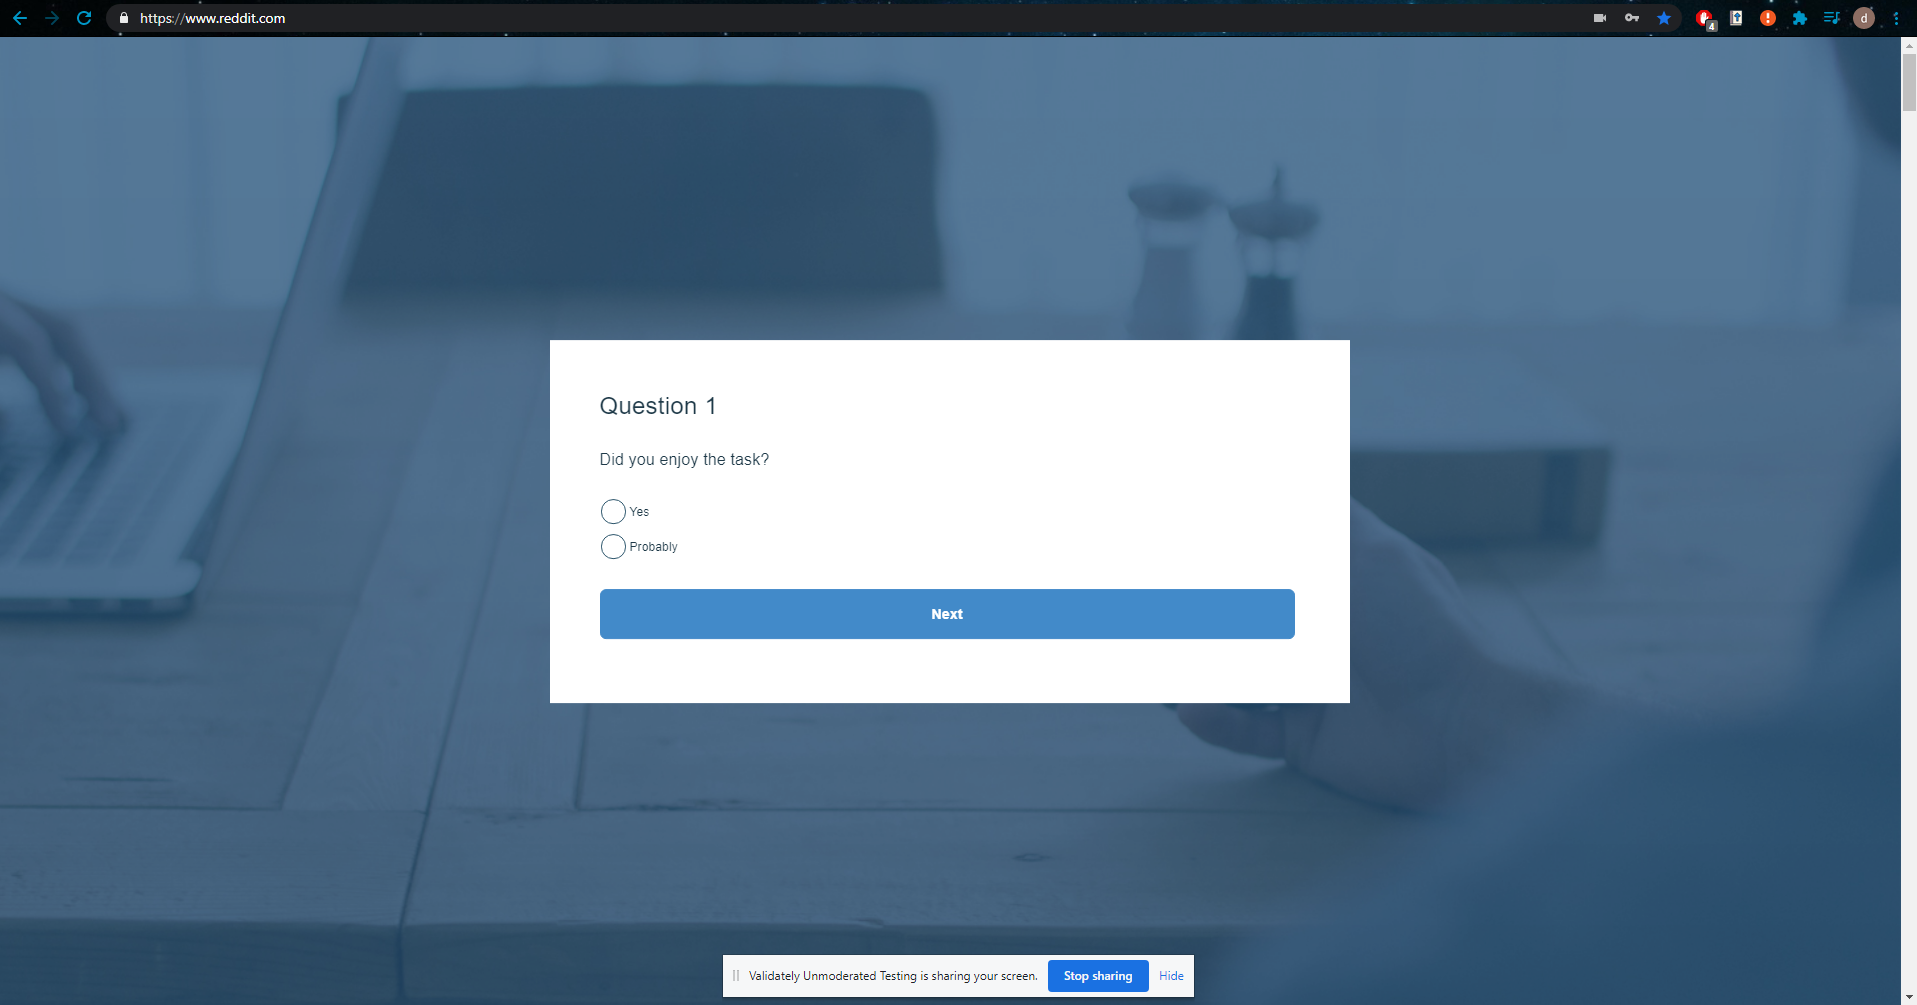 https://www.reddit.com
4
d
Question 1
Did you enjoy the task?
Yes
Probably
Next
Validately Unmoderated Testing is sharing your screen.
Stop sharing
Hide